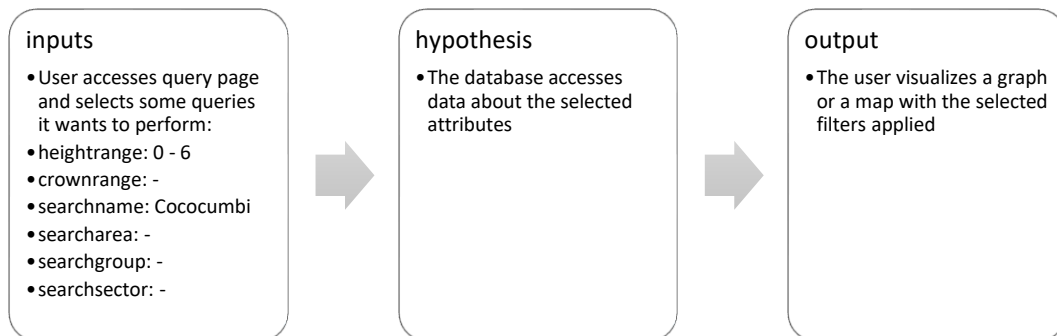 inputs
•User accesses query page
and selects some queries
it wants to perform:
•heightrange: 0 - 6
•crownrange: -
•searchname: Cococumbi
•searcharea: -
•searchgroup: -
•searchsector: -
hypothesis
•The database accesses
data about the selected
attributes
output
•The user visualizes a graph
or a map with the selected
filters applied